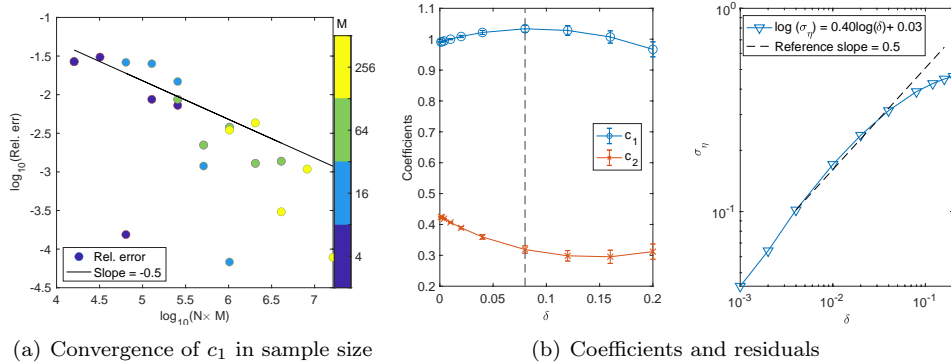 -1
-1.5
-2
-2.5
-3
-3.5
-4
-4.5
log10(Rel. err)
4 4.5 5 5.5 6 6.5 7
log10(N× M)
Rel. error
Slope = -0.5
M
256
64
16
4
(a) Convergence of c1 in sample size
1.1
1
0.9
0.8
0.7
0.6
0.5
0.4
0.3
0.2
Coefficients
0 0.05 0.1 0.15 0.2
δ
c1
c2
log (ση) = 0.40log(δ)+ 0.03
Reference slope = 0.5
ση
10-1
10-3 10-2 10-1
δ
(b) Coefficients and residuals